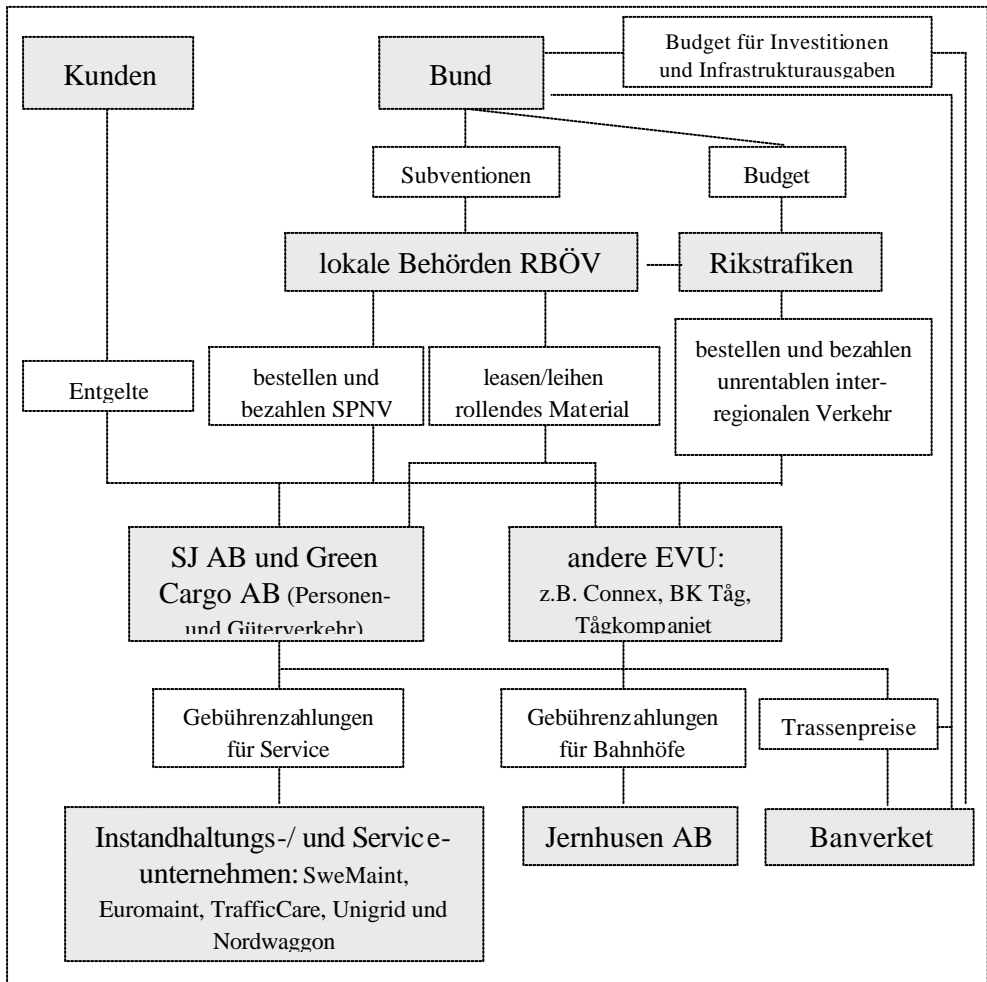 Budget für Investitionen
und Infrastrukturausgaben
Kunden
Bund
Subventionen
Budget
lokale Behörden RBÖV
Rikstrafiken
Entgelte
bestellen und
bezahlen SPNV
leasen/leihen
rollendes Material
bestellen und bezahlen
unrentablen inter-
regionalen Verkehr
SJ AB und Green
Cargo AB (Personen-
und Güterverkehr)
andere EVU:
z.B. Connex, BK Tåg,
Tågkompaniet
Gebührenzahlungen
für Service
Gebührenzahlungen
für Bahnhöfe
Trassenpreise
Instandhaltungs-/ und Service-
unternehmen: SweMaint,
Euromaint, TrafficCare, Unigrid und
Nordwaggon
Jernhusen AB
Banverket